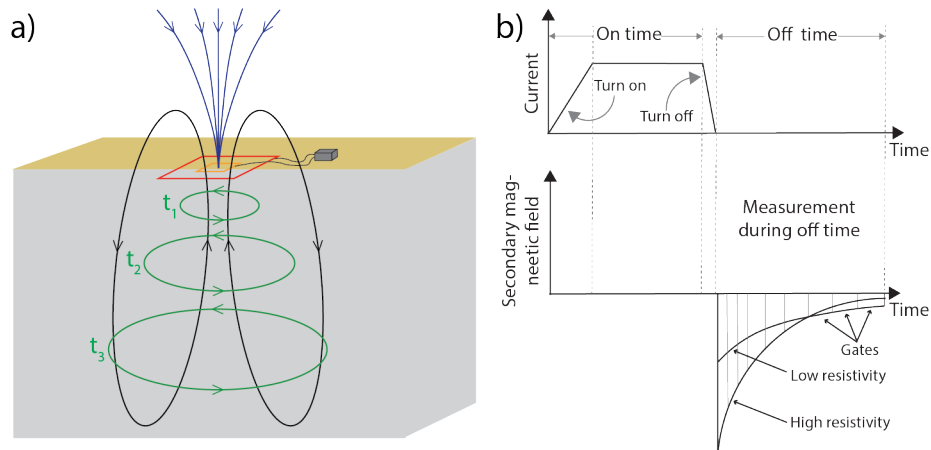 a)
t1
t2
t3
b)
On time
Off time
Current
Turn on
Turn off
Time
Secondary mag-
neetic field
Measurement
during off time
Time
Gates
Low resistivity
High resistivity